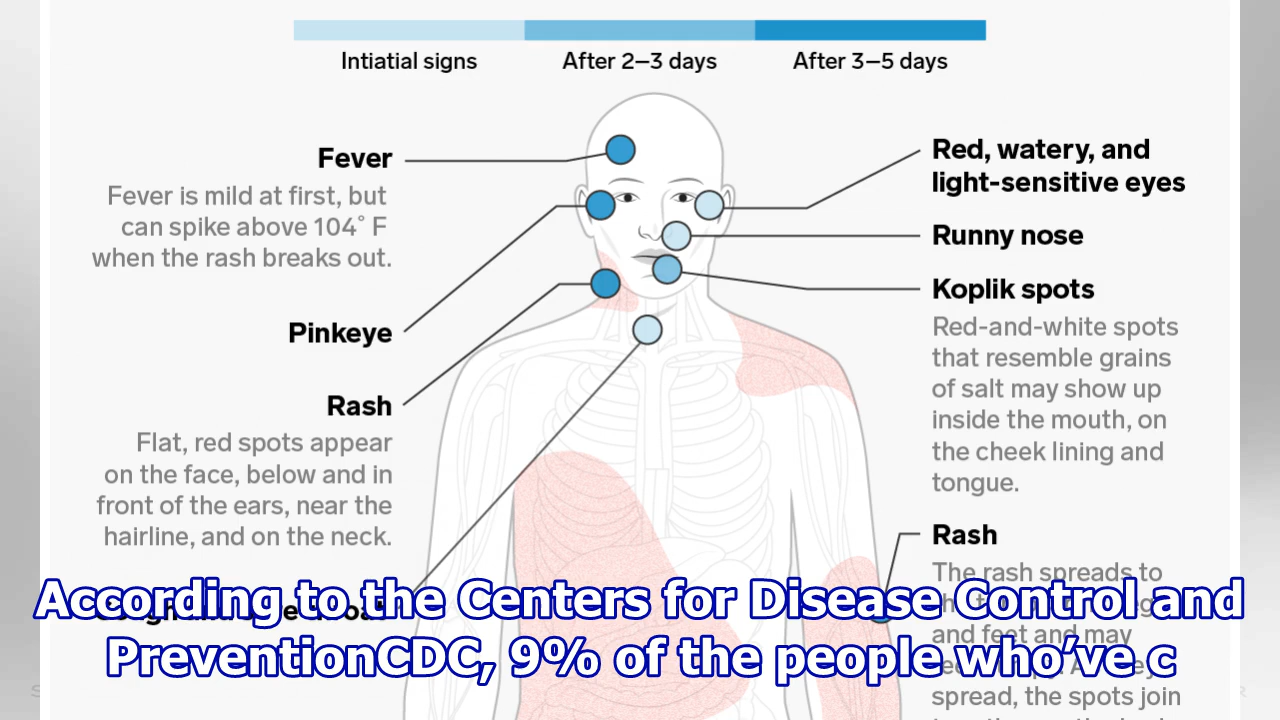 Intiatial signs
After 2–3 days
After 3–5 days
Fever
Fever is mild at first, but
can spike above 104° F
when the rash breaks out.
Pinkeye
Rash
Flat, red spots appear
on the face, below and in
front of the ears, near the
hairline, and on the neck.
Red, watery, and
light-sensitive eyes
Runny nose
Koplik spots
Red-and-white spots
that resemble grains
of salt may show up
inside the mouth, on
the cheek lining and
tongue.
Rash
The rash spreads to
and feet and may
spread, the spots join
According to the Centers for Disease Control and
PreventionCDC, 9% of the people who’ve c